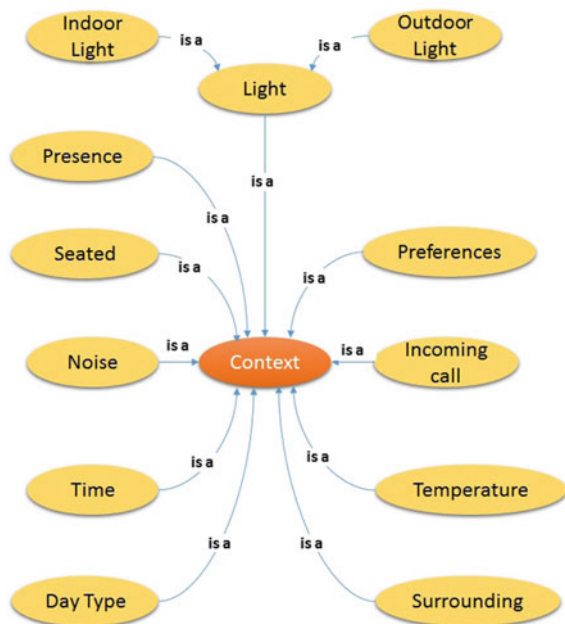 Indoor
Light
is a
is a
Outdoor
Light
Light
is a
Presence
is a
Seated
is a
Preferences
is a
Noise
is a
Context
is a
Incoming
call
Time
is a
is a
Temperature
Day Type
is a
is a
Surrounding